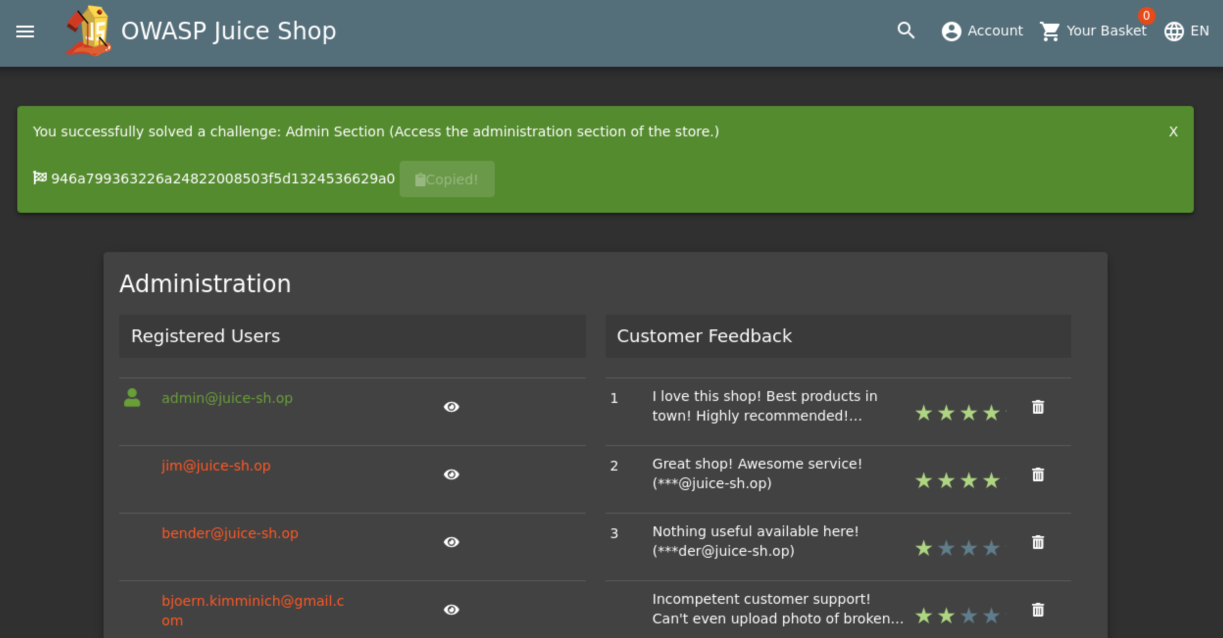 OWASP Juice Shop
Account
Your Basket
0
EN
You successfully solved a challenge: Admin Section (Access the administration section of the store.)
X
946a799363226a24822008503f5d1324536629a0
Copied!
Administration
Registered Users
Customer Feedback
admin@juice-sh.op
1
I love this shop! Best products in
town! Highly recommended!...
jim@juice-sh.op
2
Great shop! Awesome service!
(***@juice-sh.op)
bender@juice-sh.op
3
Nothing useful available here!
(***der@juice-sh.op)
bjoern.kimminich@gmail.c
om
Incompetent customer support!
Can't even upload photo of broken...